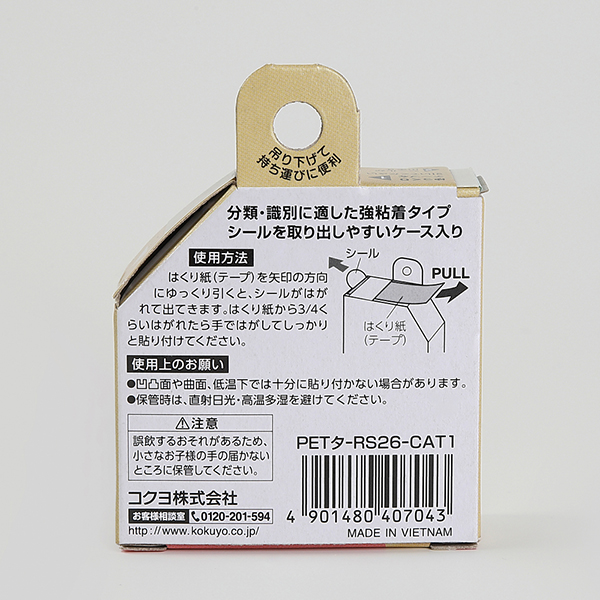 吊り下げて
持ち運びに便利
分類・識別に適した強粘着タイプ
シールを取り出しやすいケース入り
使用方法
はくり紙(テープ)を矢印の方向
にゆっくり引くと、シールがはが
れて出てきます。はくり紙から3/4く
らいはがれたら手ではがしてしっかり
と貼り付けてください。
シール
PULL
はくり紙
(テープ)
使用上のお願い
●凹凸面や曲面、低温下では十分に貼り付かない場合があります。
●保管時は、直射日光・高温多湿を避けてください。
⚠注意
誤飲するおそれがあるため、
小さなお子様の手の届かない
ところに保管してください。
コクヨ株式会社
お客様相談室 0120-201-594
http://www.kokuyo.co.jp/
PETタ-RS26-CAT1
4 901480 407043
MADE IN VIETNAM